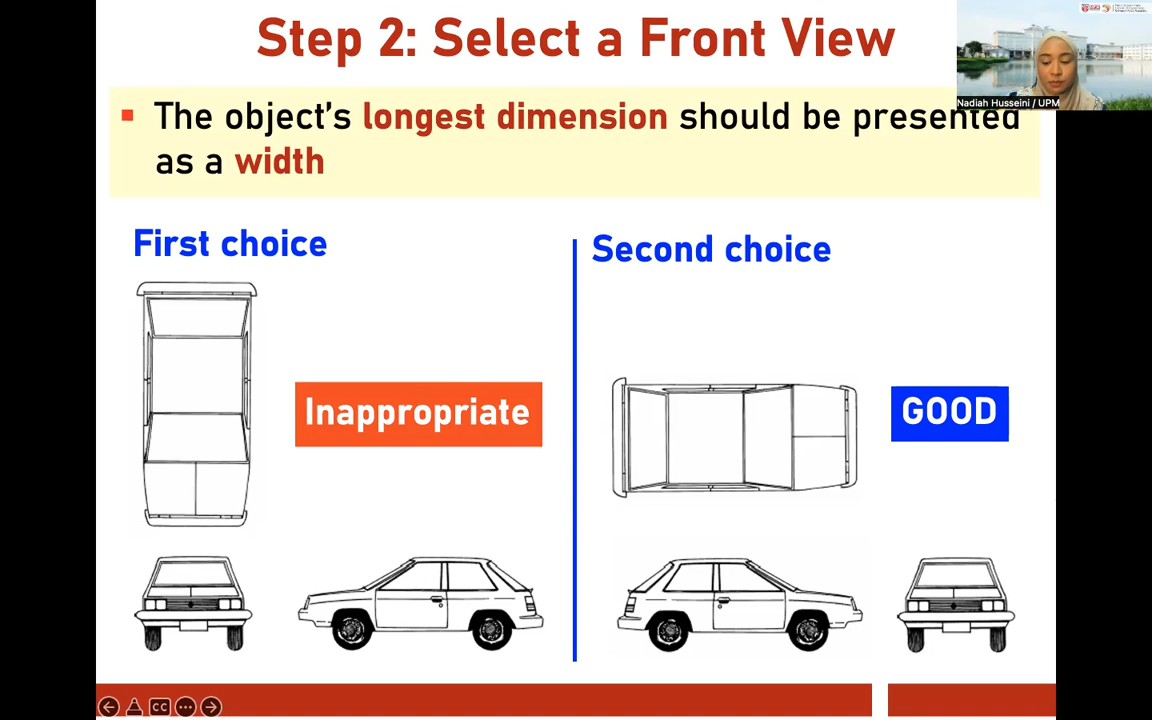 Step 2: Select a Front View
Nadiah Husseini / UPM
▪ The object's longest dimension should be presented
as a width
First choice
Second choice
Inappropriate
GOOD
CC